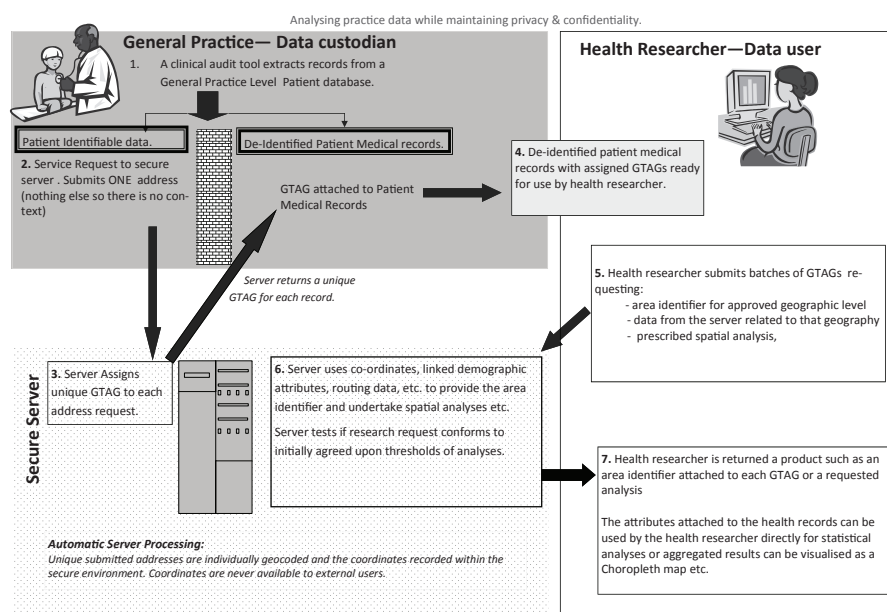 Analysing practice data while maintaining privacy & confidentiality.
General Practice— Data custodian
1. A clinical audit tool extracts records from a
General Practice Level Patient database.
Patient Identifiable data.
De-Identified Patient Medical records.
2. Service Request to secure
server . Submits ONE address
(nothing else so there is no con-
text)
GTAG attached to Patient
Medical Records
Server returns a unique
GTAG for each record.
Health Researcher—Data user
4. De-identified patient medical
records with assigned GTAGs ready
for use by health researcher.
5. Health researcher submits batches of GTAGs re-
questing:
- area identifier for approved geographic level
- data from the server related to that geography
- prescribed spatial analysis,
Secure Server
3. Server Assigns
unique GTAG to each
address request.
6. Server uses co-ordinates, linked demographic
attributes, routing data, etc. to provide the area
identifier and undertake spatial analyses etc.
Server tests if research request conforms to
initially agreed upon thresholds of analyses.
7. Health researcher is returned a product such as an
area identifier attached to each GTAG or a requested
analysis
The attributes attached to the health records can be
used by the health researcher directly for statistical
analyses or aggregated results can be visualised as a
Choropleth map etc.
Automatic Server Processing:
Unique submitted addresses are individually geocoded and the coordinates recorded within the
secure environment. Coordinates are never available to external users.